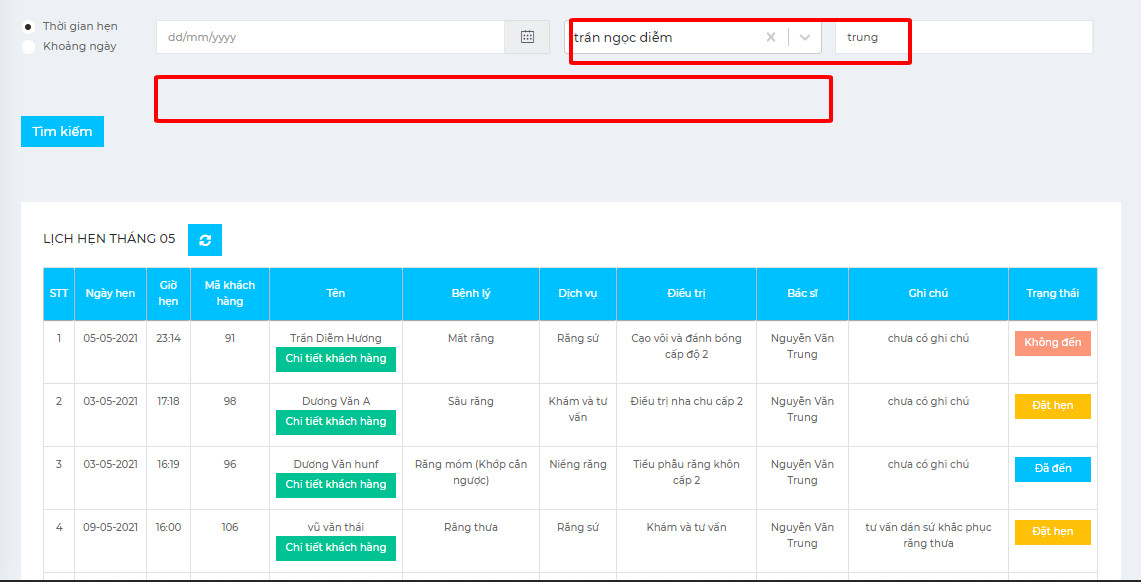 Thời gian hẹn
Khoảng ngày
dd/mm/yyyy
trần ngọc diễm
trung
Tìm kiếm
LỊCH HẸN THÁNG 05
STT Ngày hẹn Giờ hẹn Mã khách hàng Tên Bệnh lý Dịch vụ Điều trị Bác sĩ Ghi chú Trạng thái
1 05-05-2021 23:14 91 Trần Diễm Hương Mất răng Răng sứ Cạo vôi và đánh bóng cấp độ 2 Nguyễn Văn Trung chưa có ghi chú Không đến
Chi tiết khách hàng
2 03-05-2021 17:18 98 Dương Văn A Sâu răng Khám và tư vấn Điều trị nha chu cấp 2 Nguyễn Văn Trung chưa có ghi chú Đặt hẹn
Chi tiết khách hàng
3 03-05-2021 16:19 96 Dương Văn hunf Răng móm (Khớp cắn ngược) Niềng răng Tiểu phẫu răng khôn cấp 2 Nguyễn Văn Trung chưa có ghi chú Đã đến
Chi tiết khách hàng
4 09-05-2021 16:00 106 vũ văn thái Răng thưa Răng sứ Khám và tư vấn Nguyễn Văn Trung tư vấn dán sứ khắc phục răng thưa Đặt hẹn
Chi tiết khách hàng